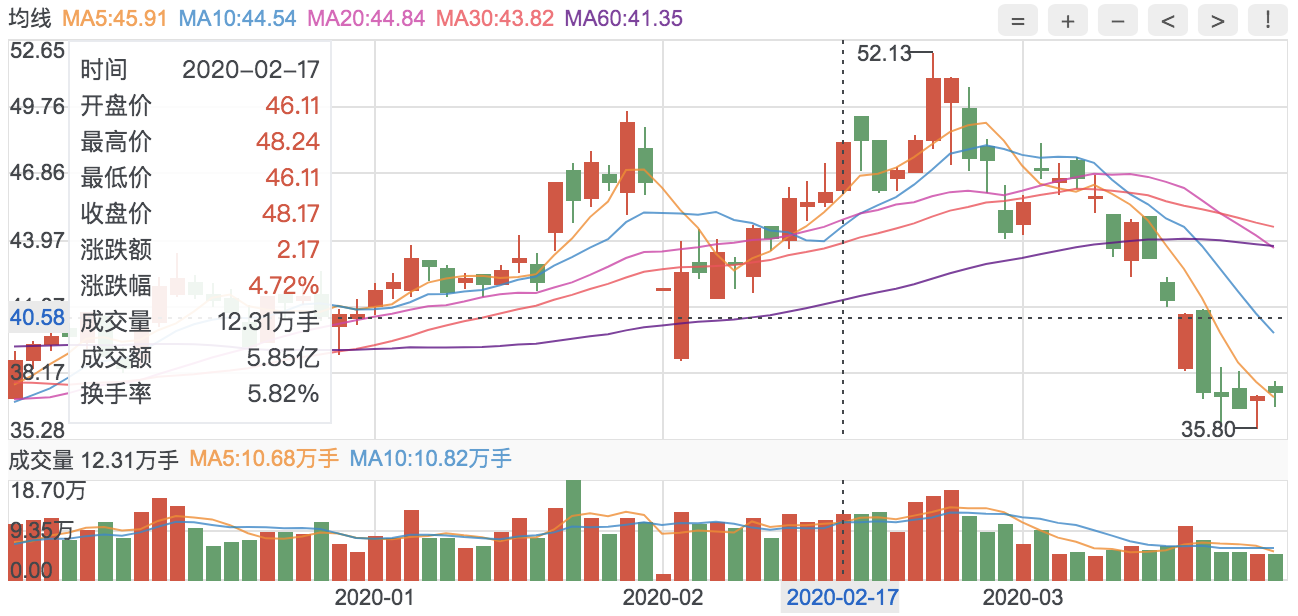 均线 MA5:45.91 MA10:44.54 MA20:44.84 MA30:43.82 MA60:41.35
= + − < > !
52.65
49.76
46.86
43.97
40.58
38.17
35.28
时间 2020-02-17
开盘价 46.11
最高价 48.24
最低价 46.11
收盘价 48.17
涨跌额 2.17
涨跌幅 4.72%
成交量 12.31万手
成交额 5.85亿
换手率 5.82%
52.13
35.80
成交量 12.31万手 MA5:10.68万手 MA10:10.82万手
18.70万
9.35万
0.00
2020-01 2020-02 2020-02-17 2020-03